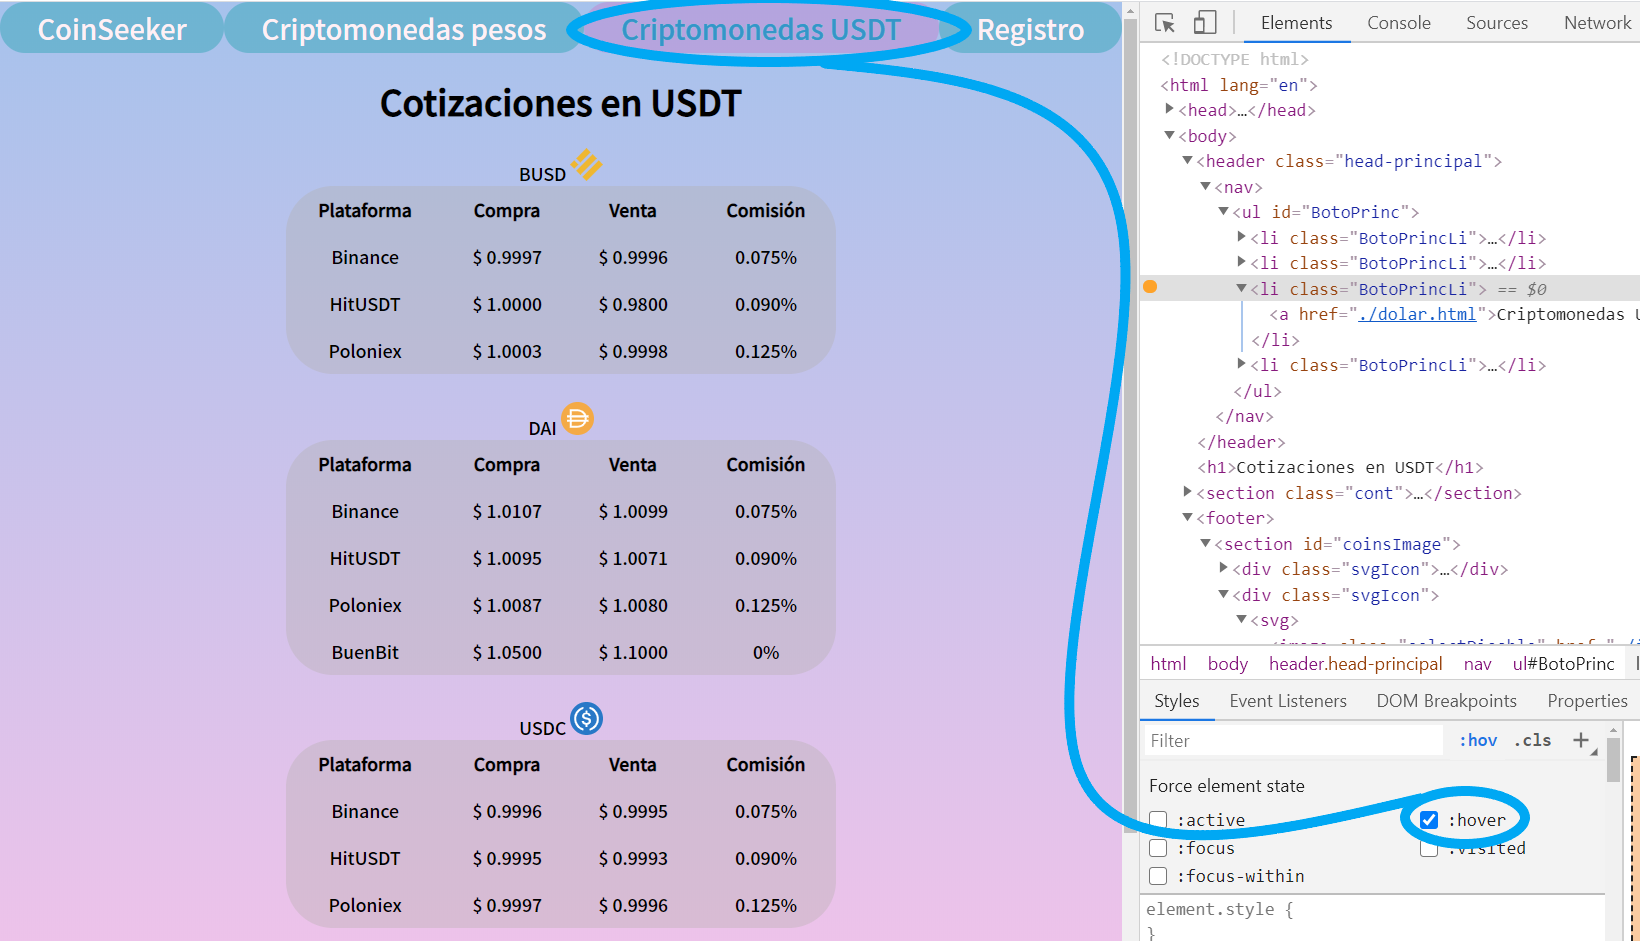 CoinSeeker Criptomonedas pesos Criptomonedas USDT Registro
Cotizaciones en USDT
BUSD
Plataforma Compra Venta Comisión
Binance $ 0.9997 $ 0.9996 0.075%
HitUSDT $ 1.0000 $ 0.9800 0.090%
Poloniex $ 1.0003 $ 0.9998 0.125%
DAI
Plataforma Compra Venta Comisión
Binance $ 1.0107 $ 1.0099 0.075%
HitUSDT $ 1.0095 $ 1.0071 0.090%
Poloniex $ 1.0087 $ 1.0080 0.125%
BuenBit $ 1.0500 $ 1.1000 0%
USDC
Plataforma Compra Venta Comisión
Binance $ 0.9996 $ 0.9995 0.075%
HitUSDT $ 0.9995 $ 0.9993 0.090%
Poloniex $ 0.9997 $ 0.9996 0.125%
Elements Console Sources Network
<!DOCTYPE html>
<html lang="en">
<head>…</head>
<body>
<header class="head-principal">
<nav>
<ul id="BotoPrinc">
<li class="BotoPrincLi">…</li>
<li class="BotoPrincLi">…</li>
<li class="BotoPrincLi"> == $0
<a href="./dolar.html">Criptomonedas U
</li>
<li class="BotoPrincLi">…</li>
</ul>
</nav>
</header>
<h1>Cotizaciones en USDT</h1>
<section class="cont">…</section>
<footer>
<section id="coinsImage">
<div class="svgIcon">…</div>
<div class="svgIcon">
<svg>
html body header.head-principal nav ul#BotoPrinc
Styles Event Listeners DOM Breakpoints Properties
Filter :hov .cls +
Force element state
:active :hover
:focus :visited
:focus-within
element.style {
}